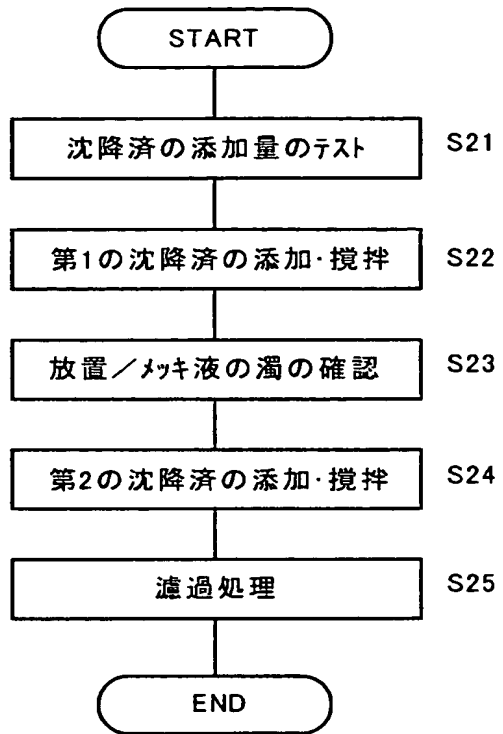 START
沈降済の添加量のテスト S21
第1の沈降済の添加·攪拌 S22
放置／メッキ液の濁の確認 S23
第2の沈降済の添加·攪拌 S24
濾過処理 S25
END